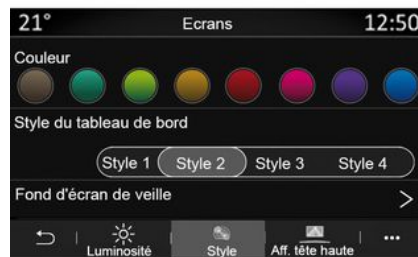 21° Ecrans 12:50
Couleur
Style du tableau de bord
Style 1 Style 2 Style 3 Style 4
Fond d'écran de veille
Luminosité Style Aff. tête haute